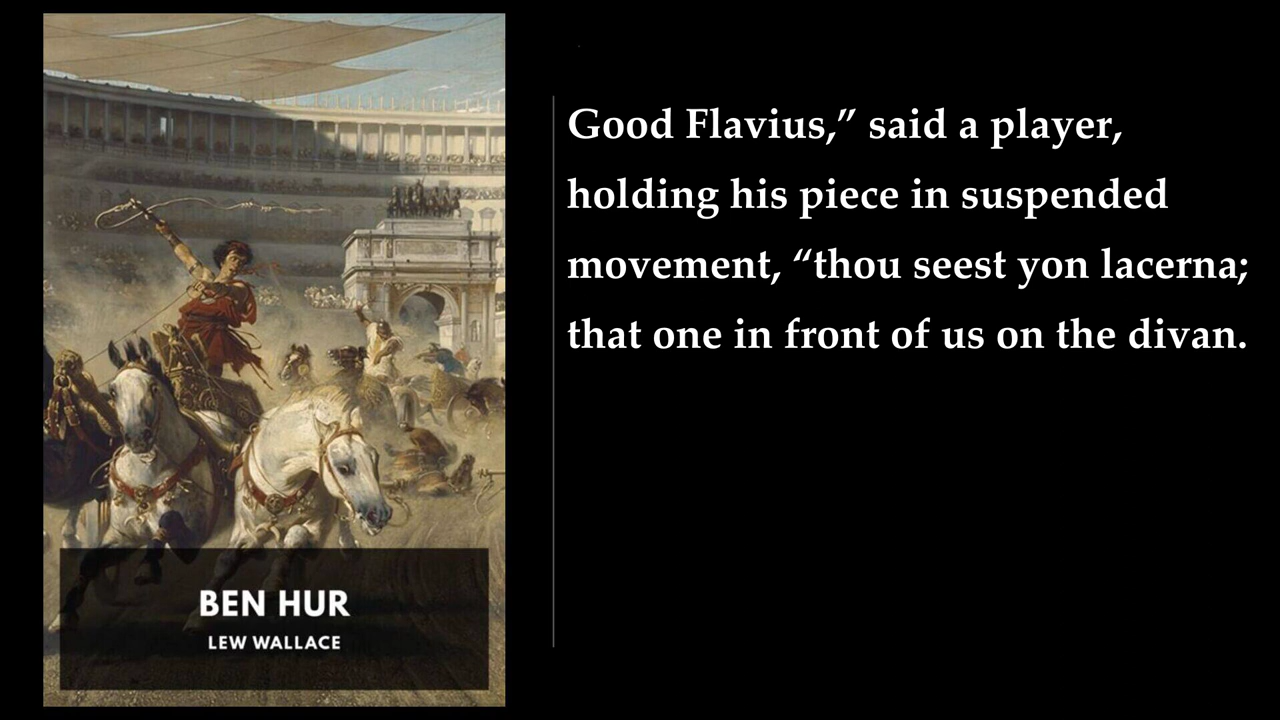 BEN HUR
LEW WALLACE
Good Flavius,” said a player,
holding his piece in suspended
movement, “thou seest yon lacerna;
that one in front of us on the divan.